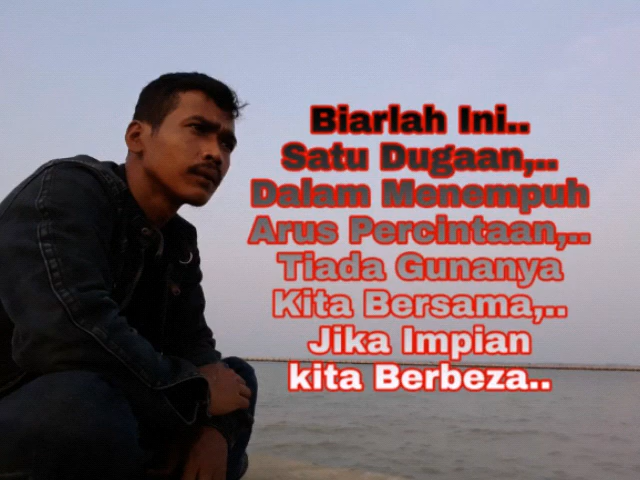 Biarlah Ini..
Satu Dugaan,..
Dalam Menempuh
Arus Percintaan,..
Tiada Gunanya
Kita Bersama,..
Jika Impian
kita Berbeza..